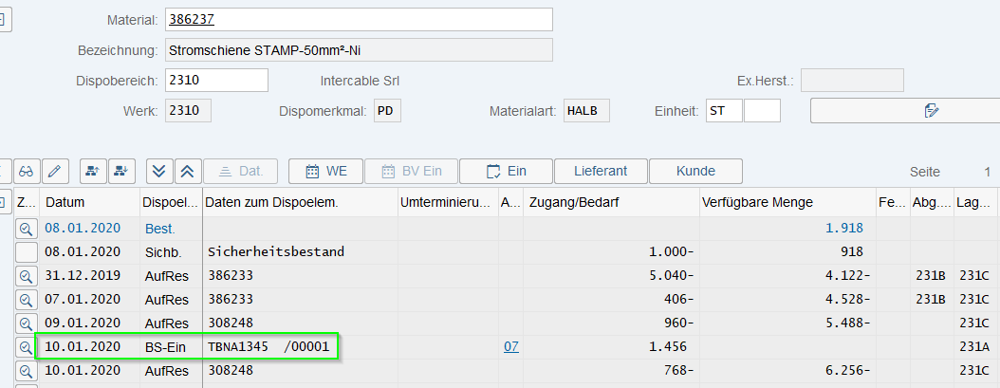 Material: 386237
Bezeichnung: Stromschiene STAMP-50mm²-Ni
Dispobereich: 2310 Intercable Srl Ex.Herst.:
Werk: 2310 Dispomerkmal: PD Materialart: HALB Einheit: ST
Dat. WE BV Ein Ein Lieferant Kunde Seite 1
Z... Datum Dispoel... Daten zum Dispoelem. Umterminieru... A... Zugang/Bedarf Verfügbare Menge Fe... Abg.... Lag...
08.01.2020 Best. 1.918
08.01.2020 Sichb. Sicherheitsbestand 1.000- 918
31.12.2019 AufRes 386233 5.040- 4.122- 231B 231C
07.01.2020 AufRes 386233 406- 4.528- 231B 231C
09.01.2020 AufRes 308248 960- 5.488- 231C
10.01.2020 BS-Ein TBNA1345 /00001 07 1.456 231A
10.01.2020 AufRes 308248 768- 6.256- 231C